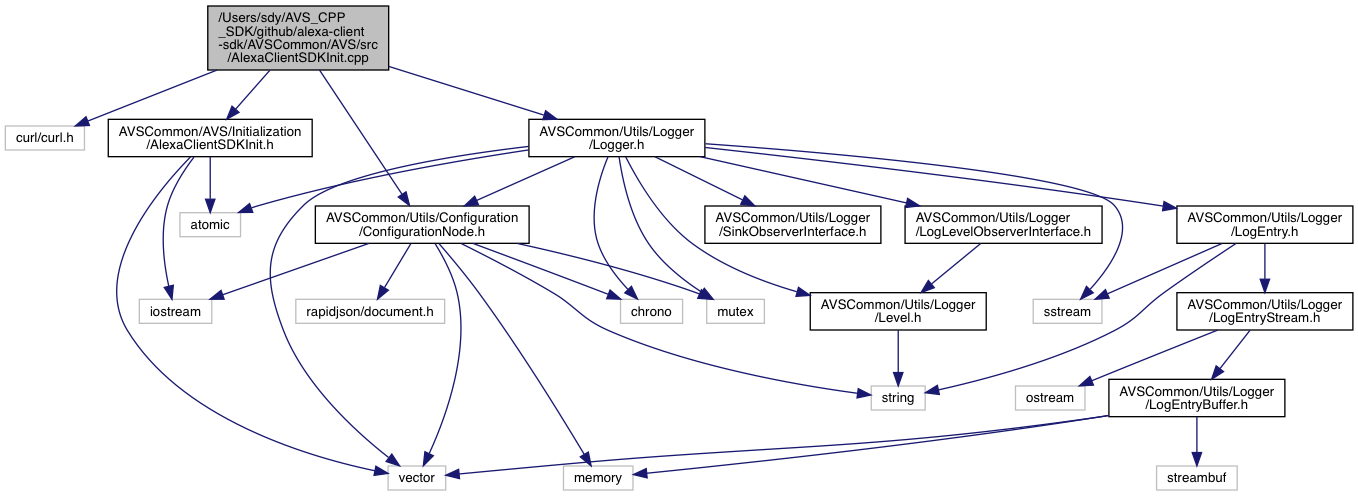 /Users/sdy/AVS_CPP
_SDK/github/alexa-client
-sdk/AVSCommon/AVS/src
/AlexaClientSDKInit.cpp
curl/curl.h
AVSCommon/AVS/Initialization
/AlexaClientSDKInit.h
AVSCommon/Utils/Logger
/Logger.h
atomic
AVSCommon/Utils/Configuration
/ConfigurationNode.h
AVSCommon/Utils/Logger
/SinkObserverInterface.h
AVSCommon/Utils/Logger
/LogLevelObserverInterface.h
AVSCommon/Utils/Logger
/LogEntry.h
iostream
rapidjson/document.h
chrono
mutex
AVSCommon/Utils/Logger
/Level.h
sstream
AVSCommon/Utils/Logger
/LogEntryStream.h
string
ostream
AVSCommon/Utils/Logger
/LogEntryBuffer.h
vector
memory
streambuf